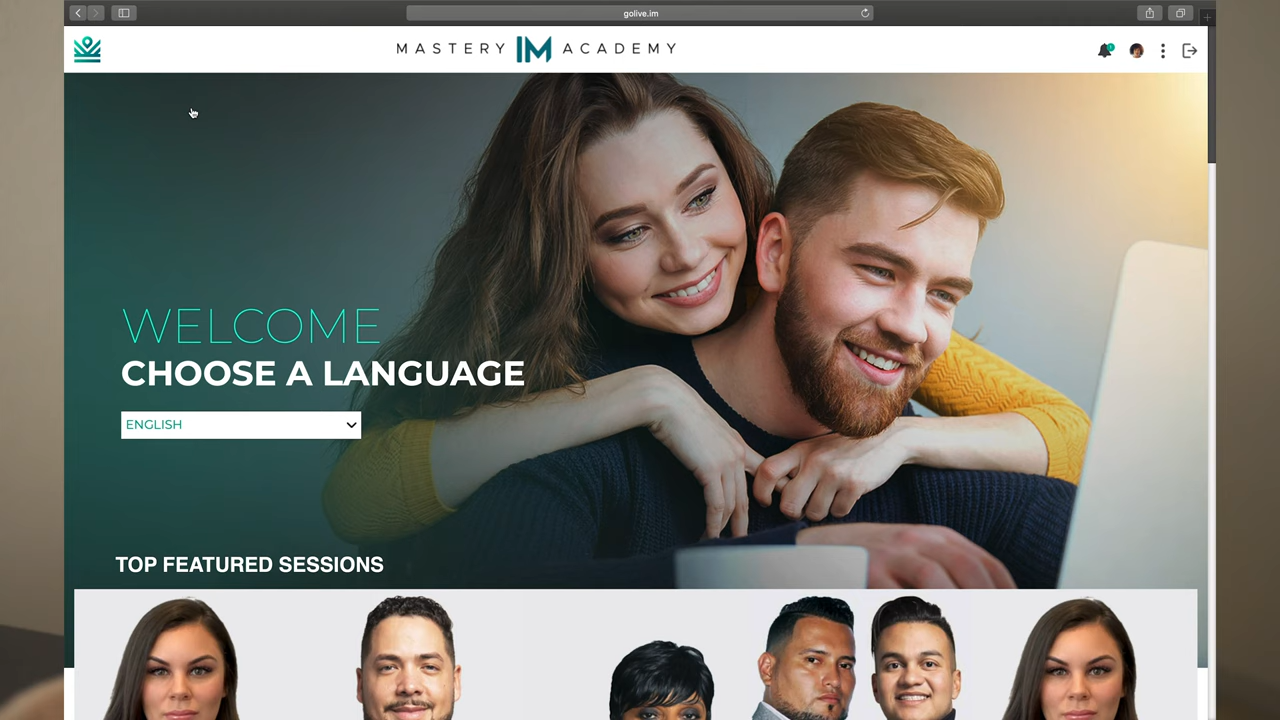 golive.im
MASTERY IM ACADEMY
WELCOME
CHOOSE A LANGUAGE
ENGLISH
TOP FEATURED SESSIONS